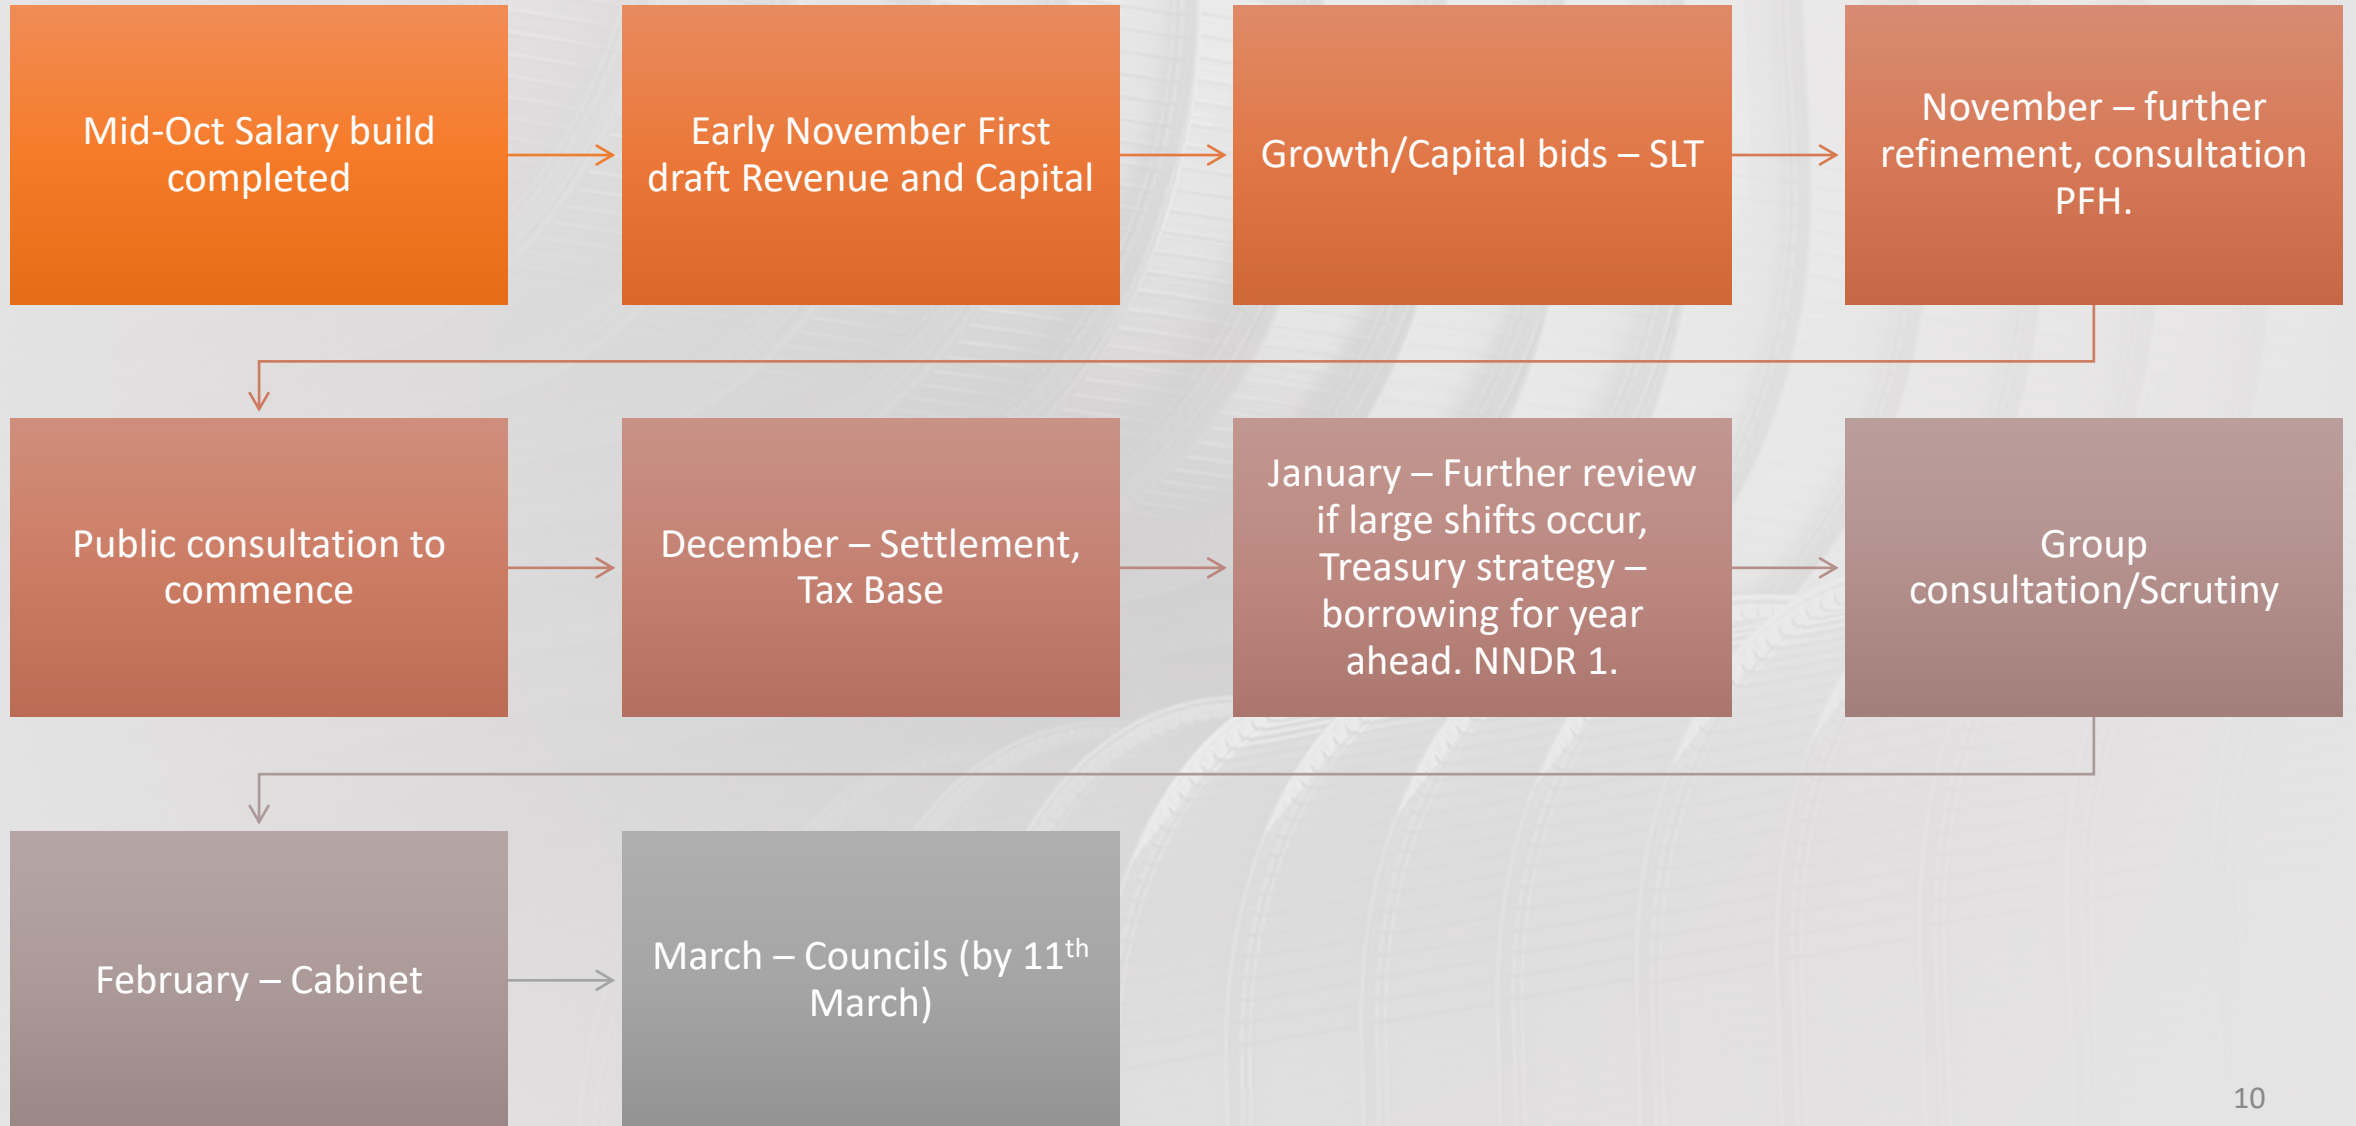 Mid-Oct Salary build
completed
Early November First
draft Revenue and Capital
Growth/Capital bids – SLT
November – further
refinement, consultation
PFH.
Public consultation to
commence
December – Settlement,
Tax Base
January – Further review
if large shifts occur,
Treasury strategy –
borrowing for year
ahead. NNDR 1.
Group
consultation/Scrutiny
February – Cabinet
March – Councils (by 11th
March)
10